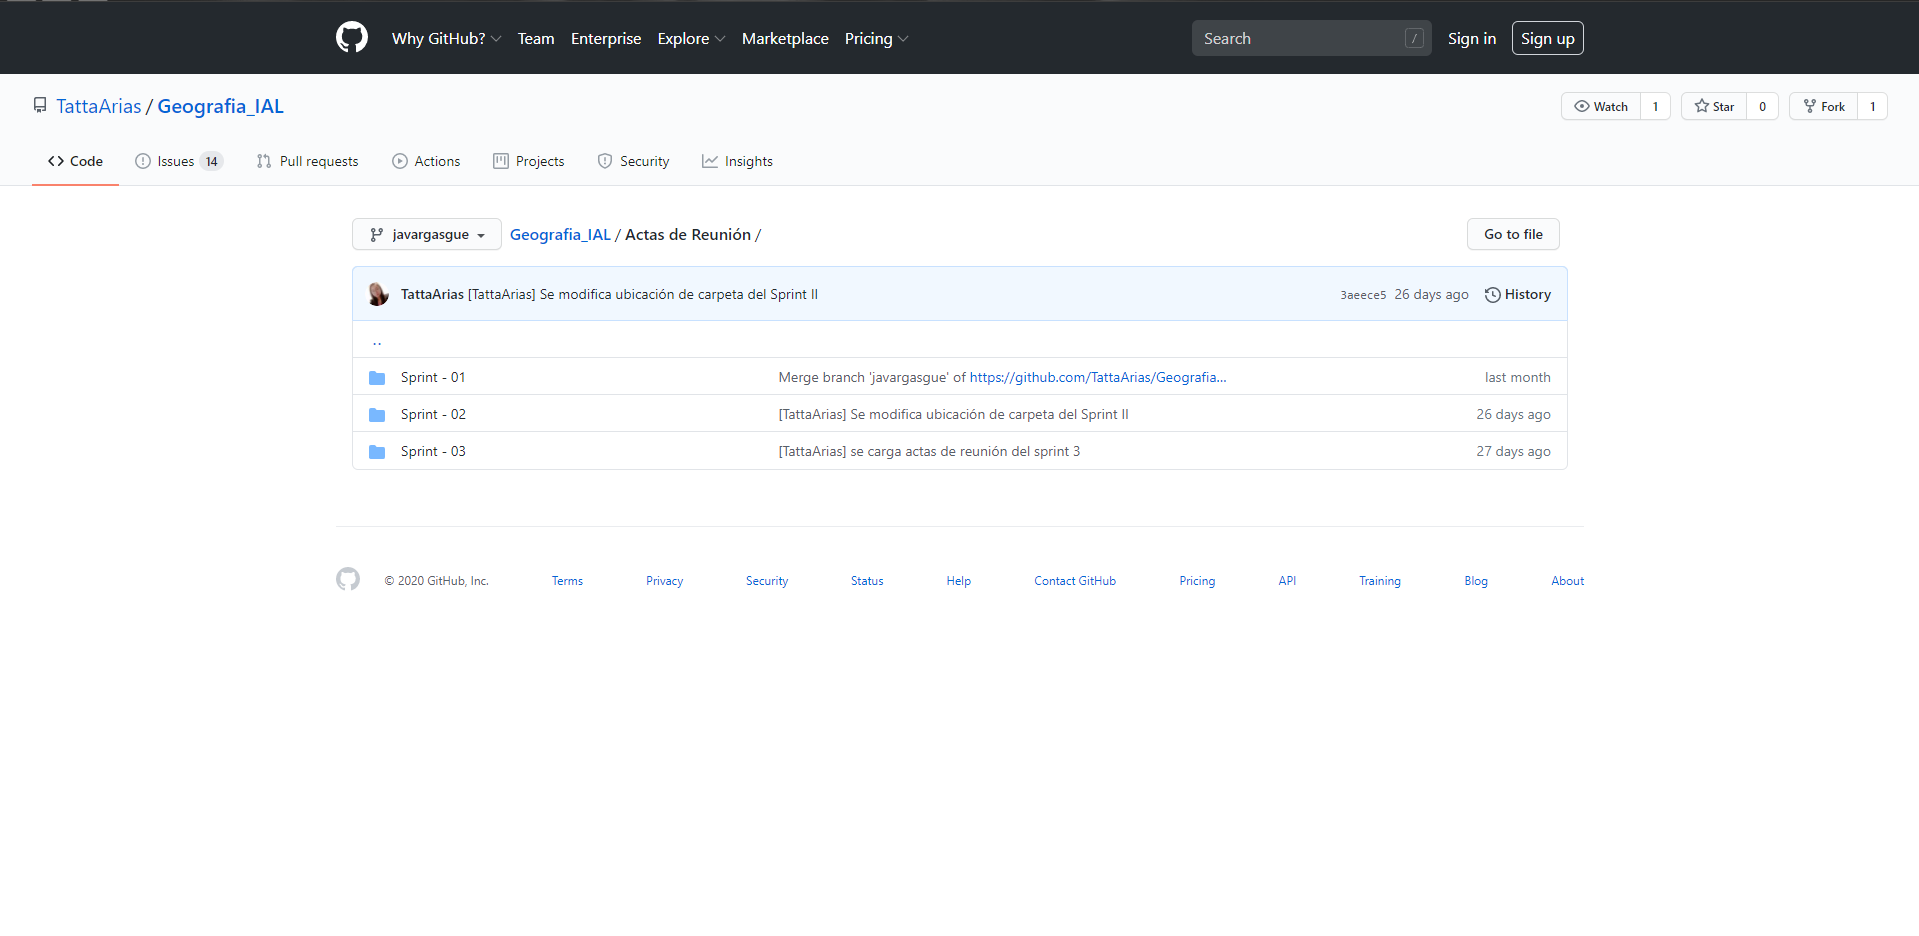 Why GitHub? Team Enterprise Explore Marketplace Pricing Search / Sign in Sign up
TattaArias / Geografia_IAL Watch 1 Star 0 Fork 1
Code Issues 14 Pull requests Actions Projects Security Insights
javargasgue Geografia_IAL / Actas de Reunión / Go to file
TattaArias [TattaArias] Se modifica ubicación de carpeta del Sprint II 3aeece5 26 days ago History
..
Sprint - 01 Merge branch 'javargasgue' of https://github.com/TattaArias/Geografia... last month
Sprint - 02 [TattaArias] Se modifica ubicación de carpeta del Sprint II 26 days ago
Sprint - 03 [TattaArias] se carga actas de reunión del sprint 3 27 days ago
© 2020 GitHub, Inc. Terms Privacy Security Status Help Contact GitHub Pricing API Training Blog About